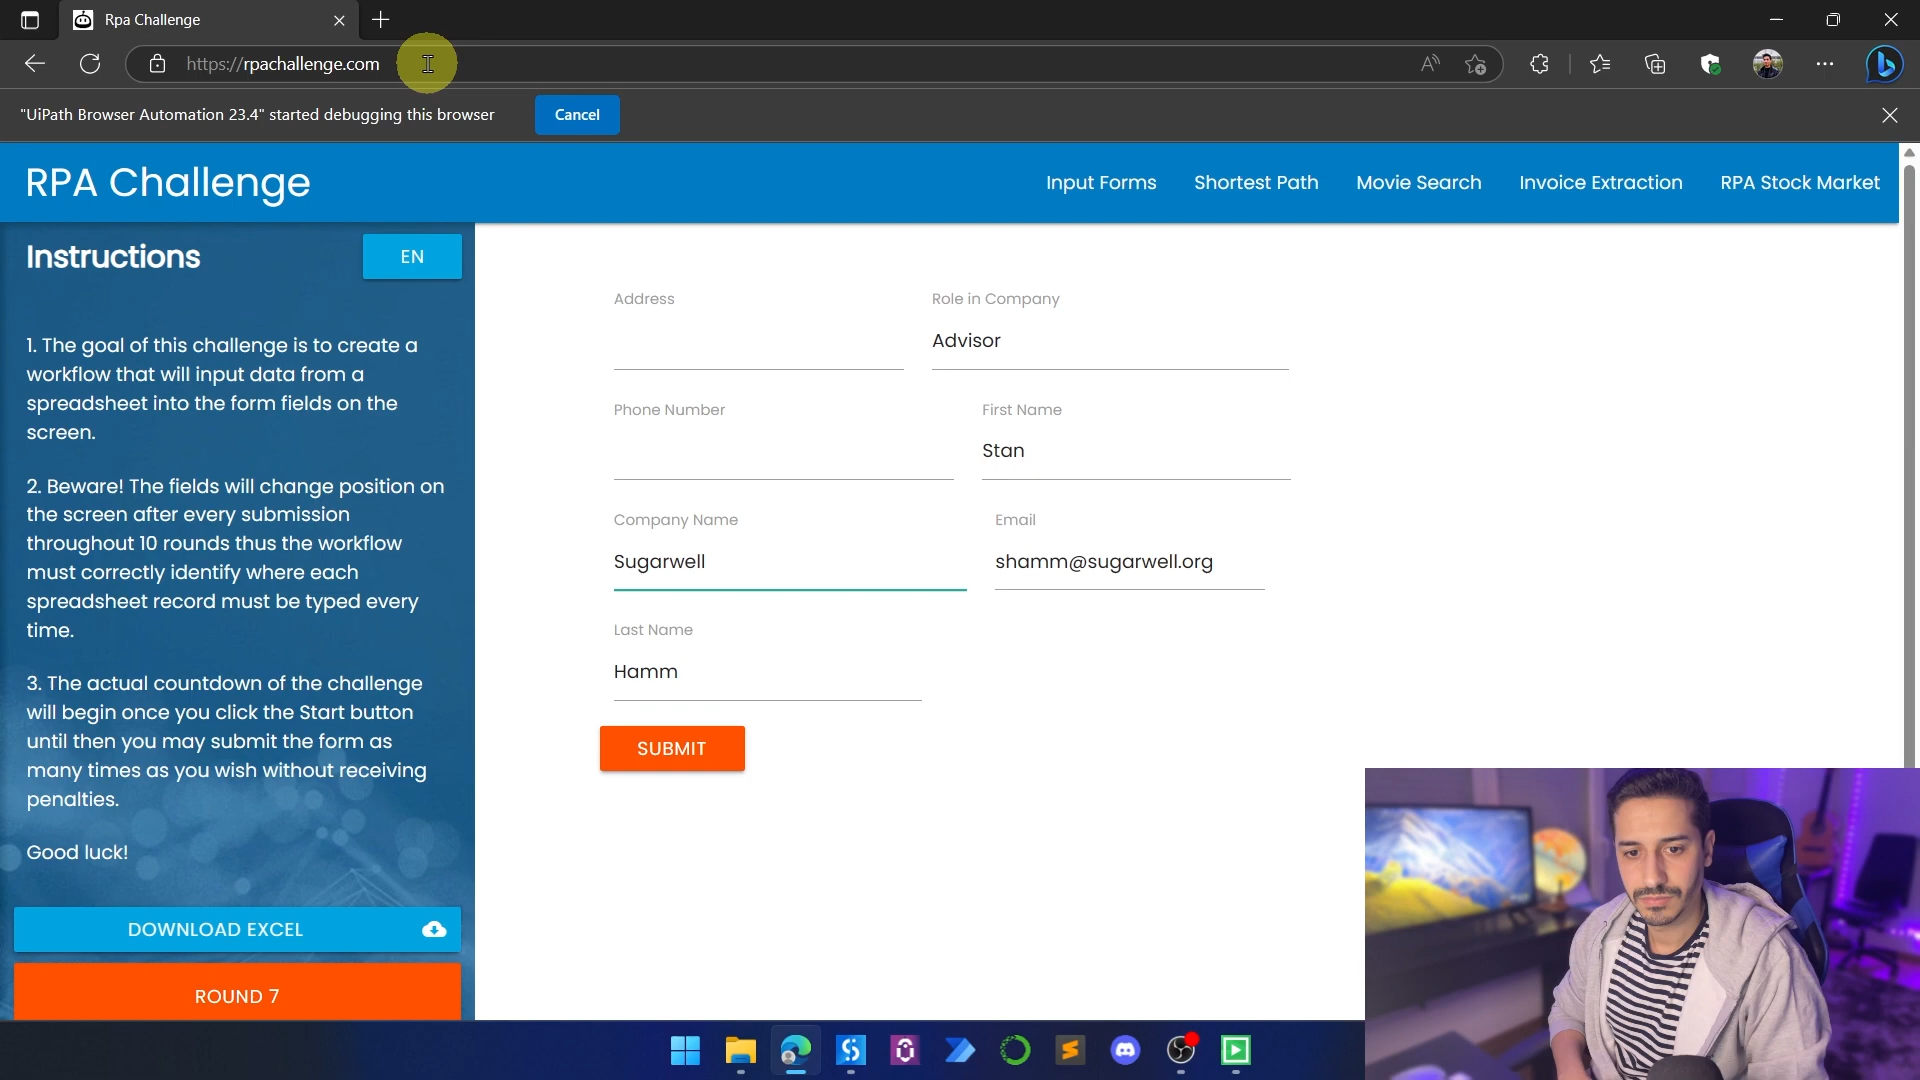 Rpa Challenge
https://rpachallenge.com
"UiPath Browser Automation 23.4" started debugging this browser
Cancel
RPA Challenge
Input Forms
Shortest Path
Movie Search
Invoice Extraction
RPA Stock Market
Instructions
EN
1. The goal of this challenge is to create a
workflow that will input data from a
spreadsheet into the form fields on the
screen.
2. Beware! The fields will change position on
the screen after every submission
throughout 10 rounds thus the workflow
must correctly identify where each
spreadsheet record must be typed every
time.
3. The actual countdown of the challenge
will begin once you click the Start button
until then you may submit the form as
many times as you wish without receiving
penalties.
Good luck!
DOWNLOAD EXCEL
ROUND 7
Address
Role in Company
Advisor
Phone Number
First Name
Stan
Company Name
Sugarwell
Email
shamm@sugarwell.org
Last Name
Hamm
SUBMIT